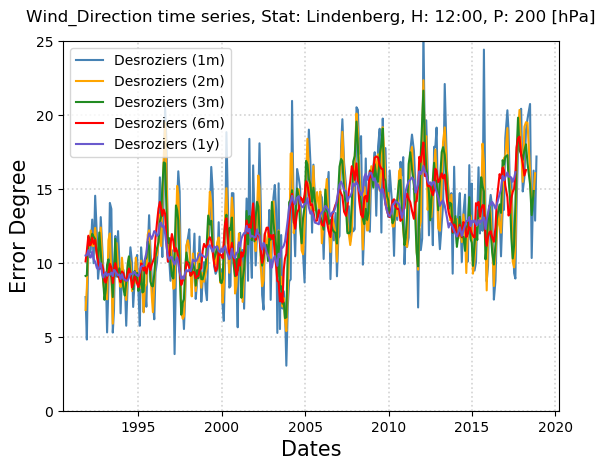 Wind_Direction time series, Stat: Lindenberg, H: 12:00, P: 200 [hPa]
25
20
15
10
5
0
Error Degree
Desroziers (1m)
Desroziers (2m)
Desroziers (3m)
Desroziers (6m)
Desroziers (1y)
1995
2000
2005
2010
2015
2020
Dates